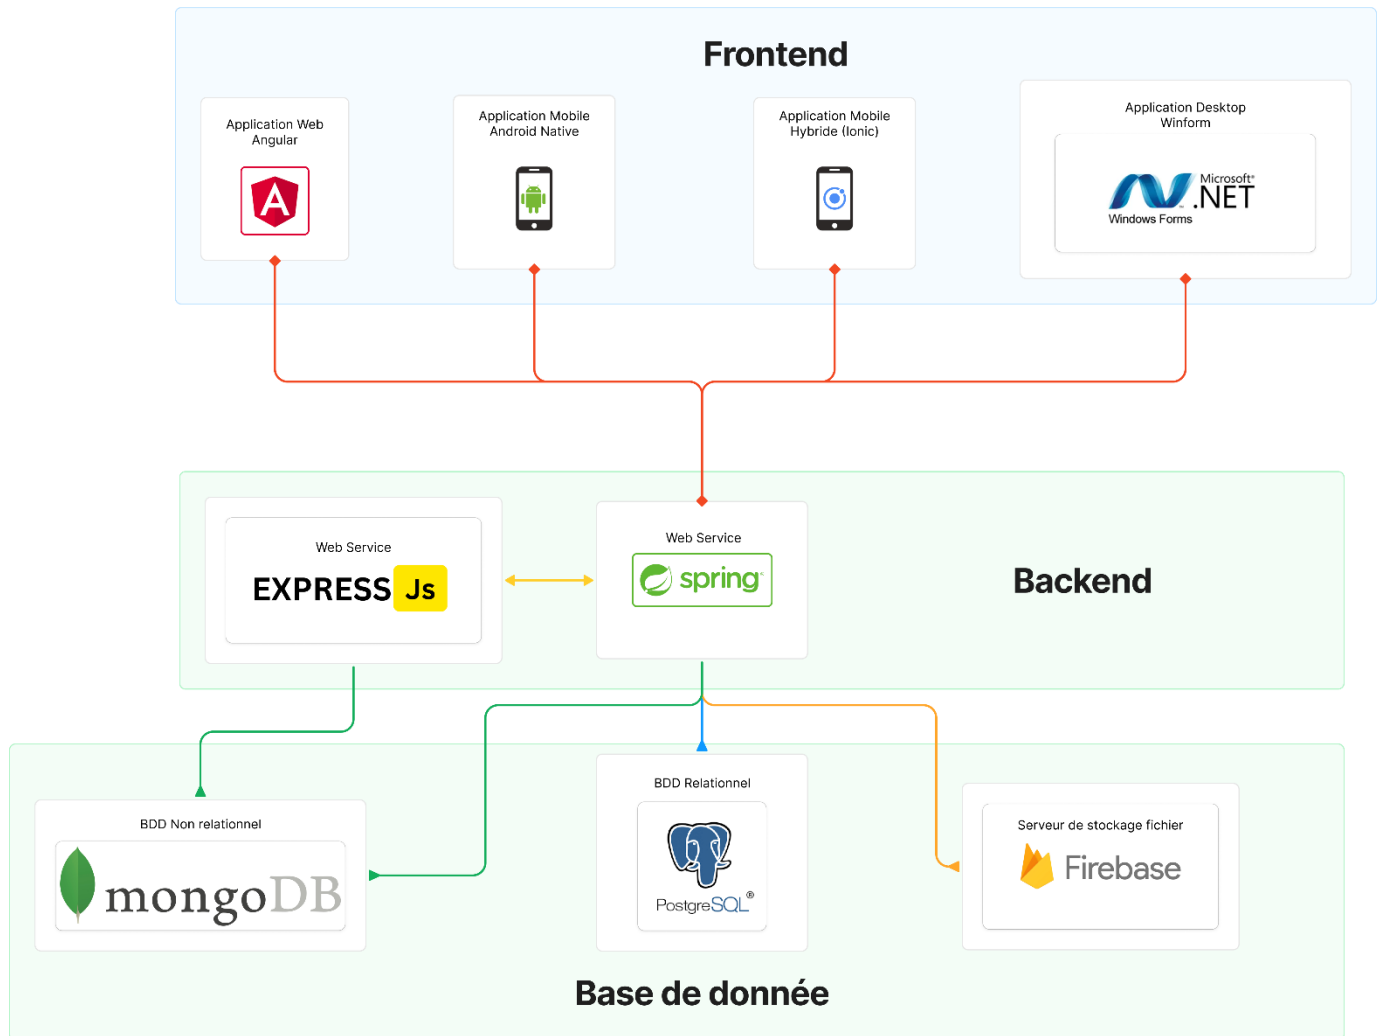 Frontend
Application Web
Angular
A
Application Mobile
Android Native
Application Mobile
Hybride (Ionic)
Application Desktop
Winform
Microsoft®
.NET
Windows Forms
Web Service
EXPRESS Js
Web Service
spring
Backend
BDD Non relationnel
mongoDB
BDD Relationnel
PostgreSQL®
Serveur de stockage fichier
Firebase
Base de donnée